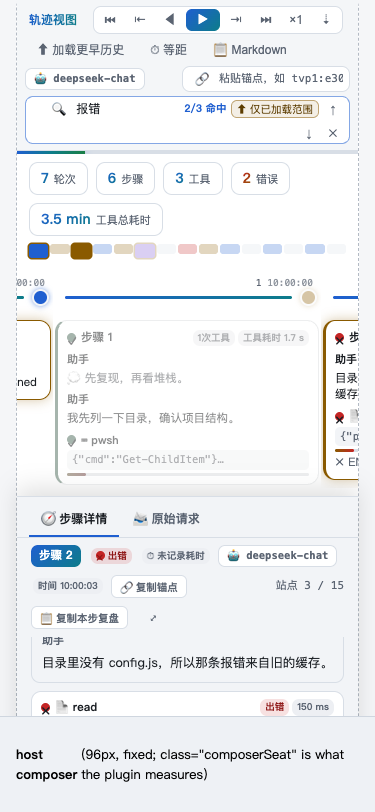 轨迹视图 ×1
加载更早历史 等距 Markdown
deepseek-chat 粘贴锚点，如 tvp1:e30
报错 2/3 命中 仅已加载范围
7 轮次 6 步骤 3 工具 2 错误
3.5 min 工具总耗时
00:00 1 10:00:00
步骤 1 1次工具 工具耗时 1.7 s
助手 助手
先复现，再看堆栈。 目录
ned 缓存
助手
我先列一下目录，确认项目结构。
pwsh
{"cmd":"Get-ChildItem"}… {"p
步骤详情 原始请求
步骤 2 出错 未记录耗时 deepseek-chat
时间 10:00:03 复制锚点 站点 3 / 15
复制本步复盘
助手
目录里没有 config.js，所以那条报错来自旧的缓存。
read 出错 150 ms
host composer (96px, fixed; class="composerSeat" is what the plugin measures)